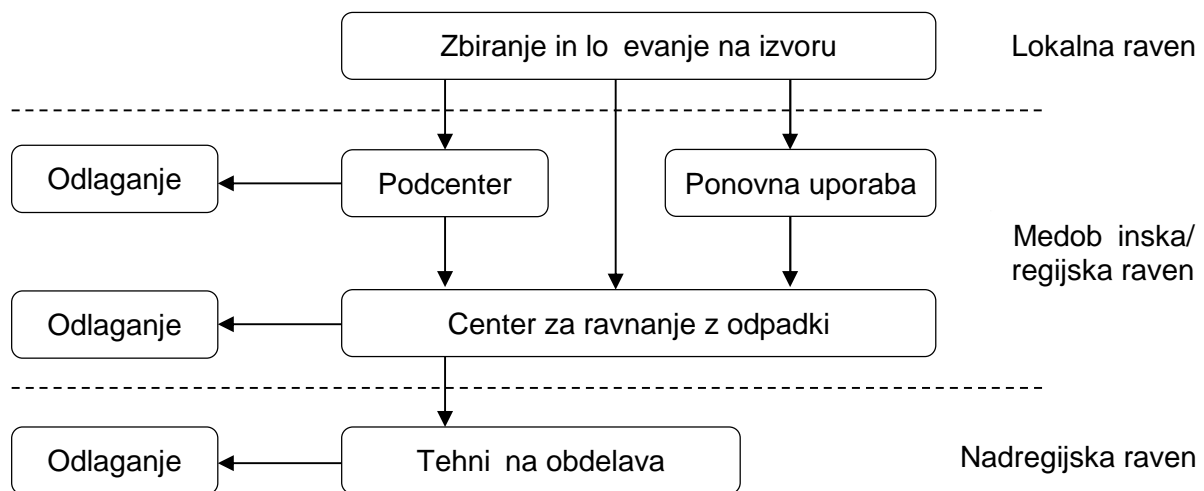 Zbiranje in lo evanje na izvoru
Lokalna raven
Odlaganje
Podcenter
Ponovna uporaba
Medob inska/
regijska raven
Odlaganje
Center za ravnanje z odpadki
Odlaganje
Tehni na obdelava
Nadregijska raven